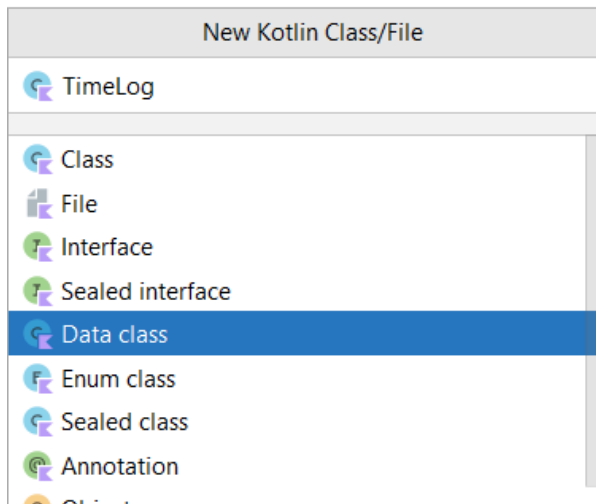 New Kotlin Class/File
TimeLog
Class
File
Interface
Sealed interface
Data class
Enum class
Sealed class
Annotation